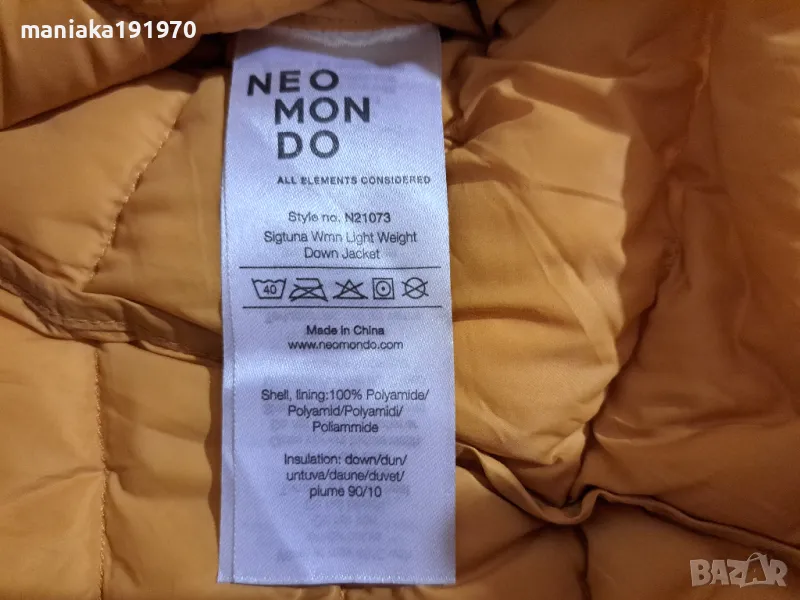 maniaka191970
NEO
MON
DO
ALL ELEMENTS CONSIDERED
Style no. N21073
Sigtuna Wmn Light Weight
Down Jacket
40
Made in China
www.neomondo.com
Shell, lining:100% Polyamide/
Polyamid/Polyamidi/
Poliammide
Insulation: down/dun/
untuva/daune/duvet/
piume 90/10
BAZAR